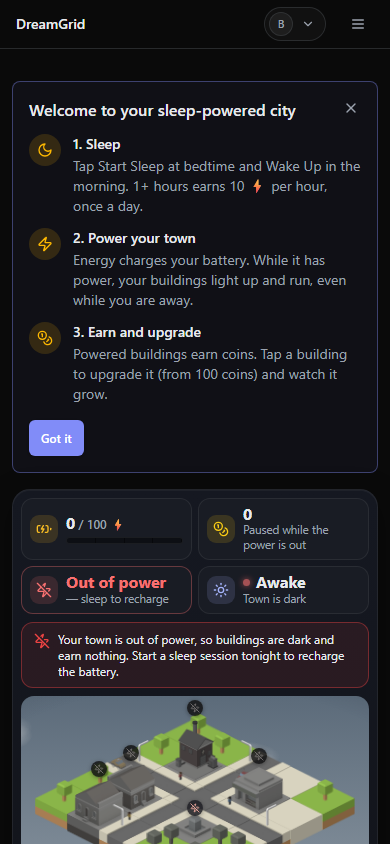 DreamGrid
B
Welcome to your sleep-powered city
1. Sleep
Tap Start Sleep at bedtime and Wake Up in the
morning. 1+ hours earns 10 ⚡ per hour,
once a day.
2. Power your town
Energy charges your battery. While it has
power, your buildings light up and run, even
while you are away.
3. Earn and upgrade
Powered buildings earn coins. Tap a building
to upgrade it (from 100 coins) and watch it
grow.
Got it
0 / 100 ⚡
0
Paused while the
power is out
Out of power
— sleep to recharge
Awake
Town is dark
Your town is out of power, so buildings are dark and
earn nothing. Start a sleep session tonight to recharge
the battery.